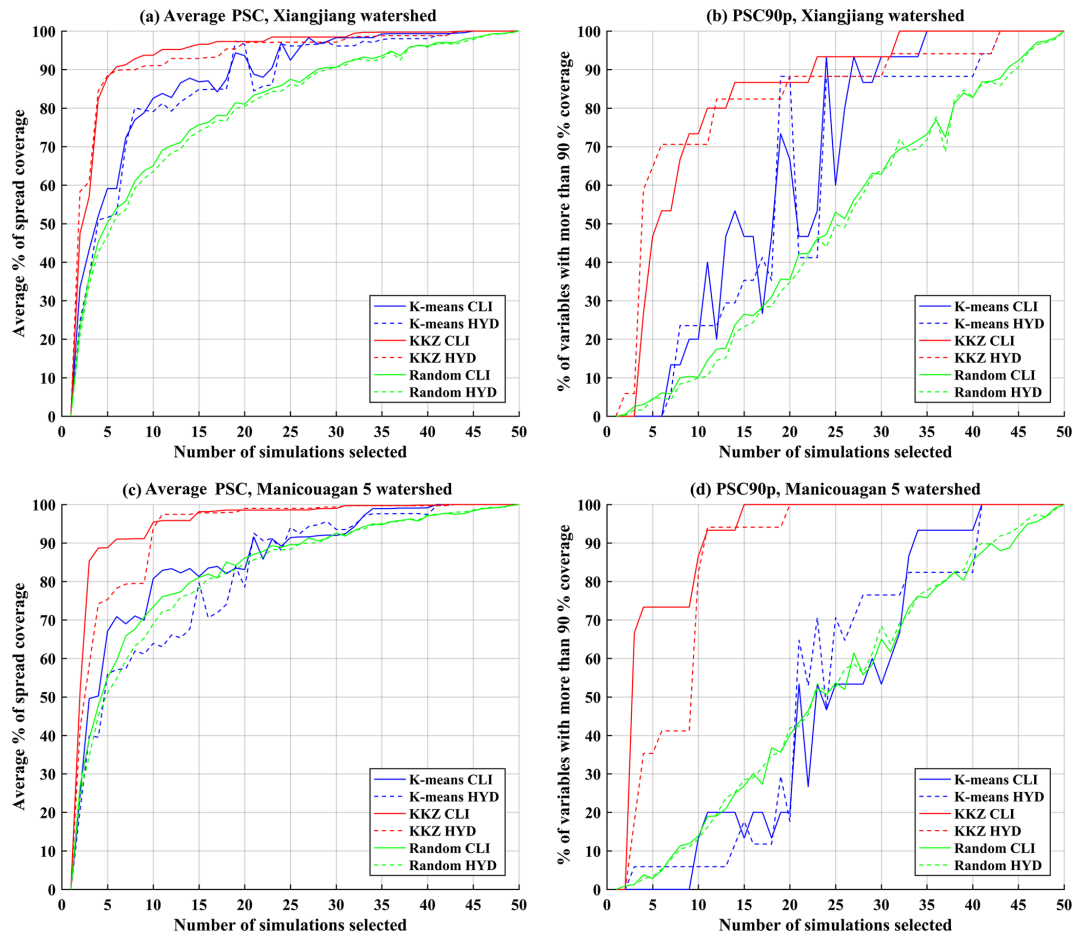 (a) Average PSC, Xiangjiang watershed
100
90
80
70
60
50
40
30
20
10
0
Average % of spread coverage
K-means CLI
K-means HYD
KKZ CLI
KKZ HYD
Random CLI
Random HYD
0 5 10 15 20 25 30 35 40 45 50
Number of simulations selected
(b) PSC90p, Xiangjiang watershed
100
90
80
70
60
50
40
30
20
10
0
% of variables with more than 90 % coverage
K-means CLI
K-means HYD
KKZ CLI
KKZ HYD
Random CLI
Random HYD
0 5 10 15 20 25 30 35 40 45 50
Number of simulations selected
(c) Average PSC, Manicouagan 5 watershed
100
90
80
70
60
50
40
30
20
10
0
Average % of spread coverage
K-means CLI
K-means HYD
KKZ CLI
KKZ HYD
Random CLI
Random HYD
0 5 10 15 20 25 30 35 40 45 50
Number of simulations selected
(d) PSC90p, Manicouagan 5 watershed
100
90
80
70
60
50
40
30
20
10
0
% of variables with more than 90 % coverage
K-means CLI
K-means HYD
KKZ CLI
KKZ HYD
Random CLI
Random HYD
0 5 10 15 20 25 30 35 40 45 50
Number of simulations selected